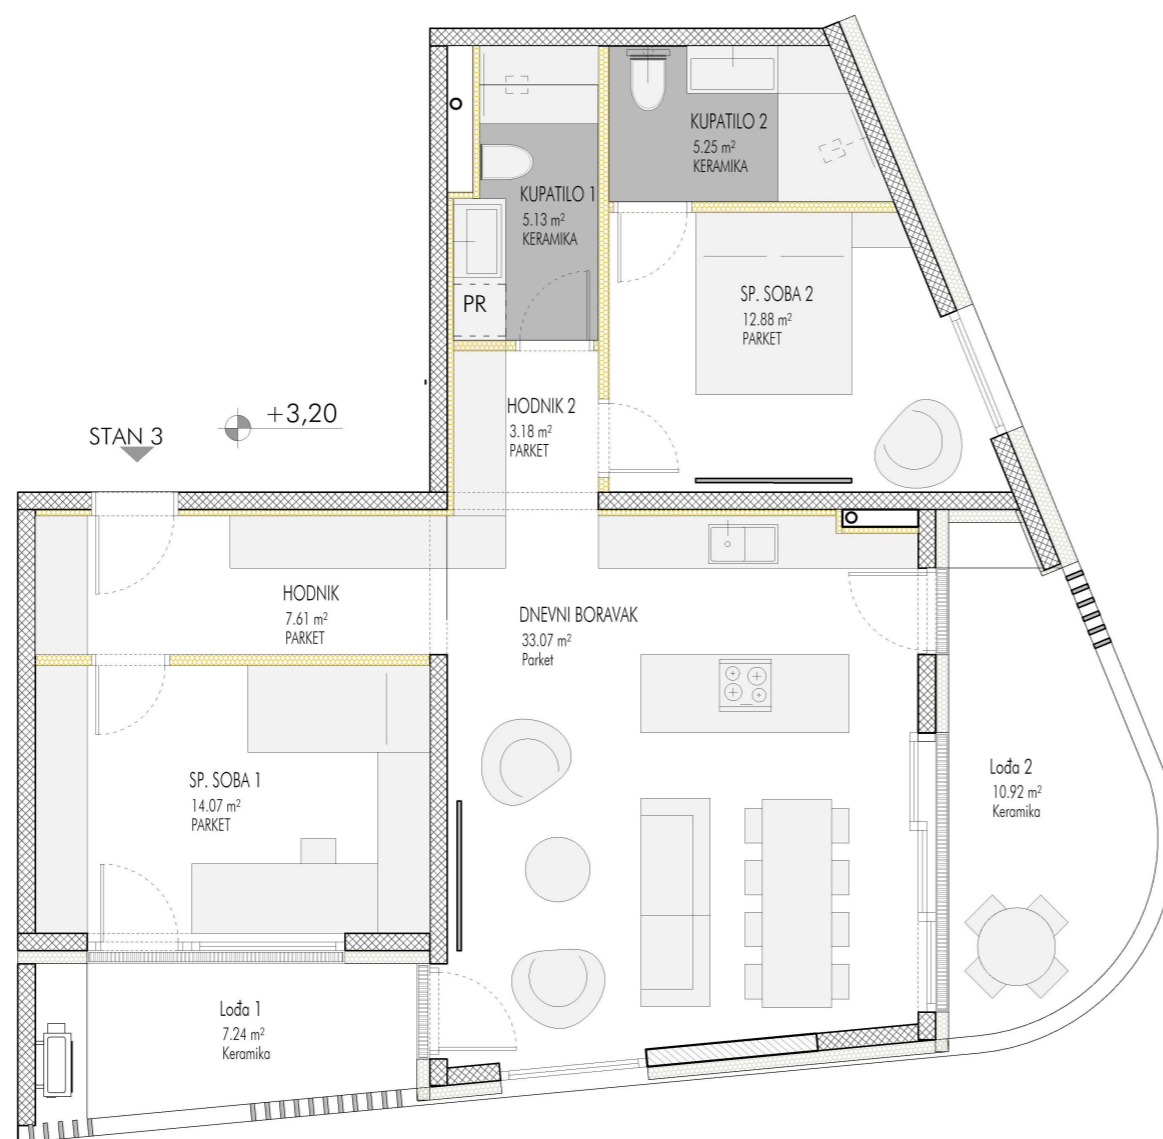 KUPATILO 2
5.25 m²
KERAMIKA
KUPATILO 1
5.13 m²
KERAMIKA
PR
SP. SOBA 2
12.88 m²
PARKET
HODNIK 2
3.18 m²
PARKET
+3,20
STAN 3
HODNIK
7.61 m²
PARKET
DNEVNI BORAVAK
33.07 m²
Parket
SP. SOBA 1
14.07 m²
PARKET
Lođa 2
10.92 m²
Keramika
Lođa 1
7.24 m²
Keramika